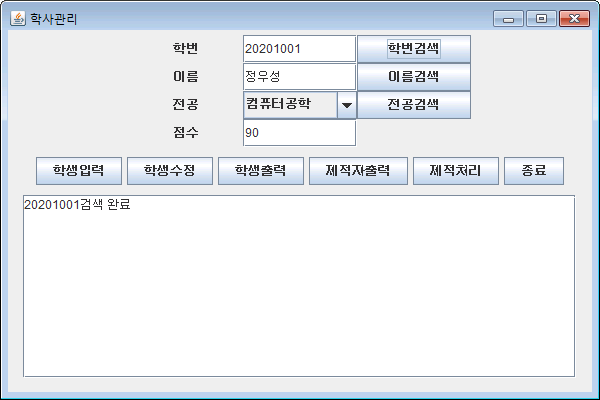 학사관리
학번 20201001 학번검색
이름 정우성 이름검색
전공 컴퓨터공학 전공검색
점수 90
학생입력 학생수정 학생출력 제적자출력 제적처리 종료
20201001검색 완료